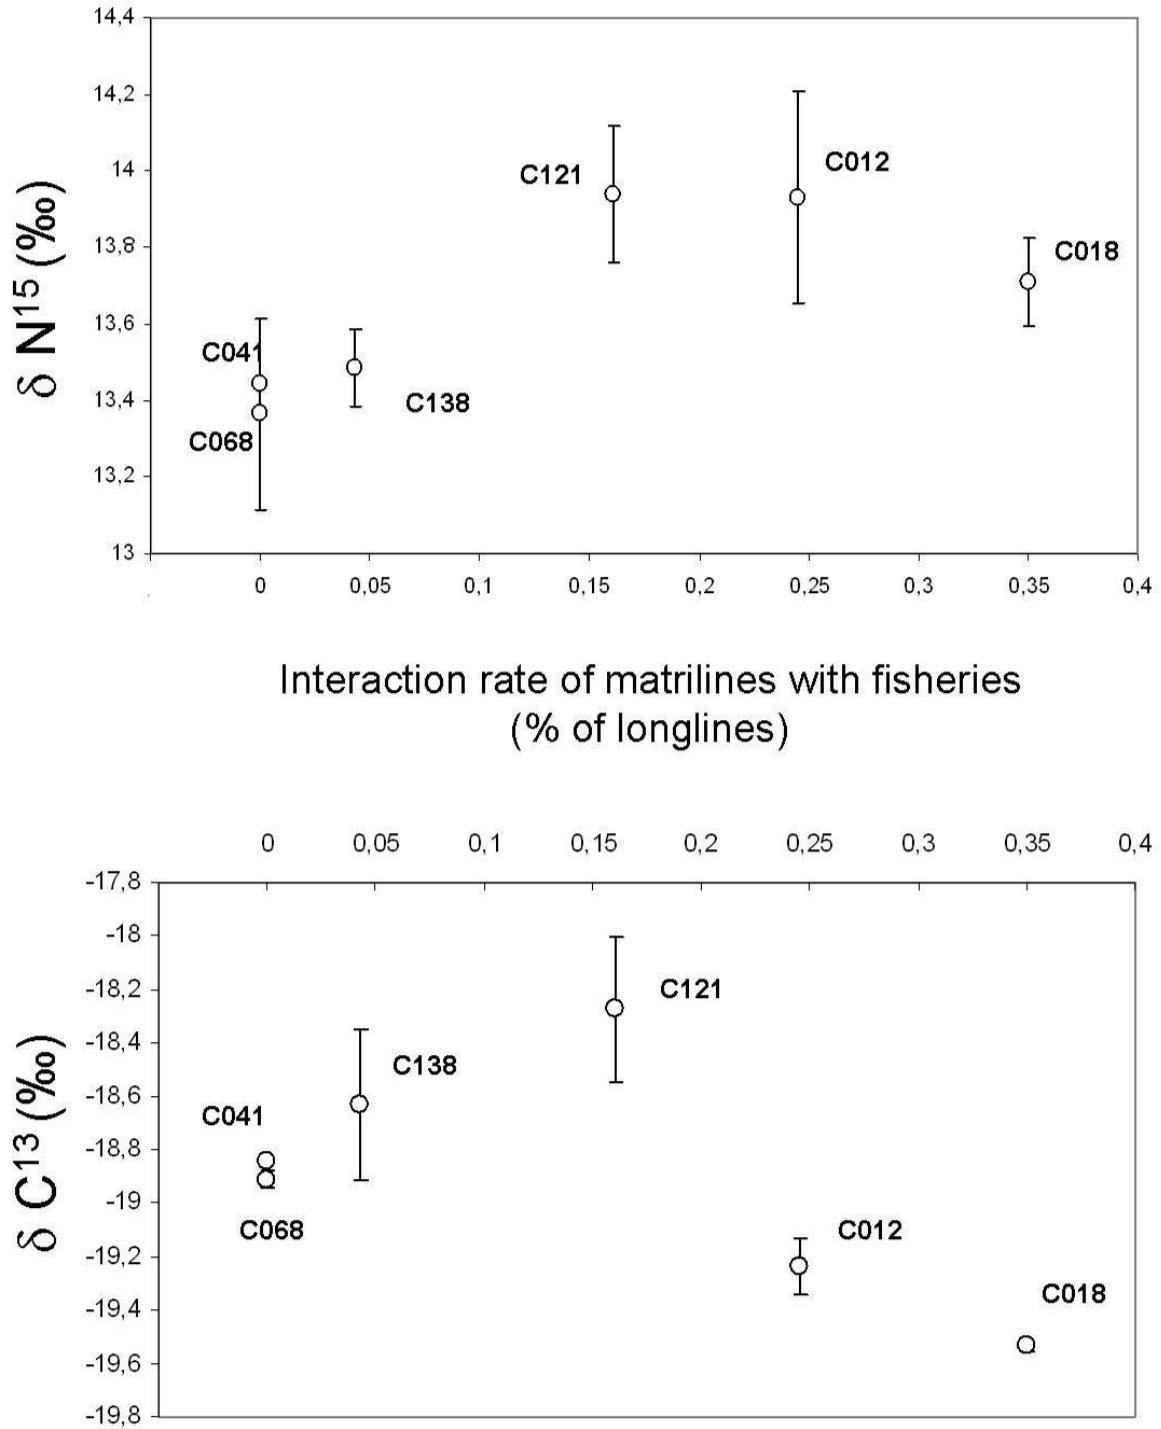 14,4
14,2
14
13,8
13,6
13,4
13,2
13
δ N15 (‰)
C121
C012
C018
C041
C138
C068
0 0,05 0,1 0,15 0,2 0,25 0,3 0,35 0,4
Interaction rate of matrilines with fisheries
(% of longlines)
0 0,05 0,1 0,15 0,2 0,25 0,3 0,35 0,4
-17,8
-18
-18,2
-18,4
-18,6
-18,8
-19
-19,2
-19,4
-19,6
-19,8
δ C13 (‰)
C121
C138
C041
C068
C012
C018